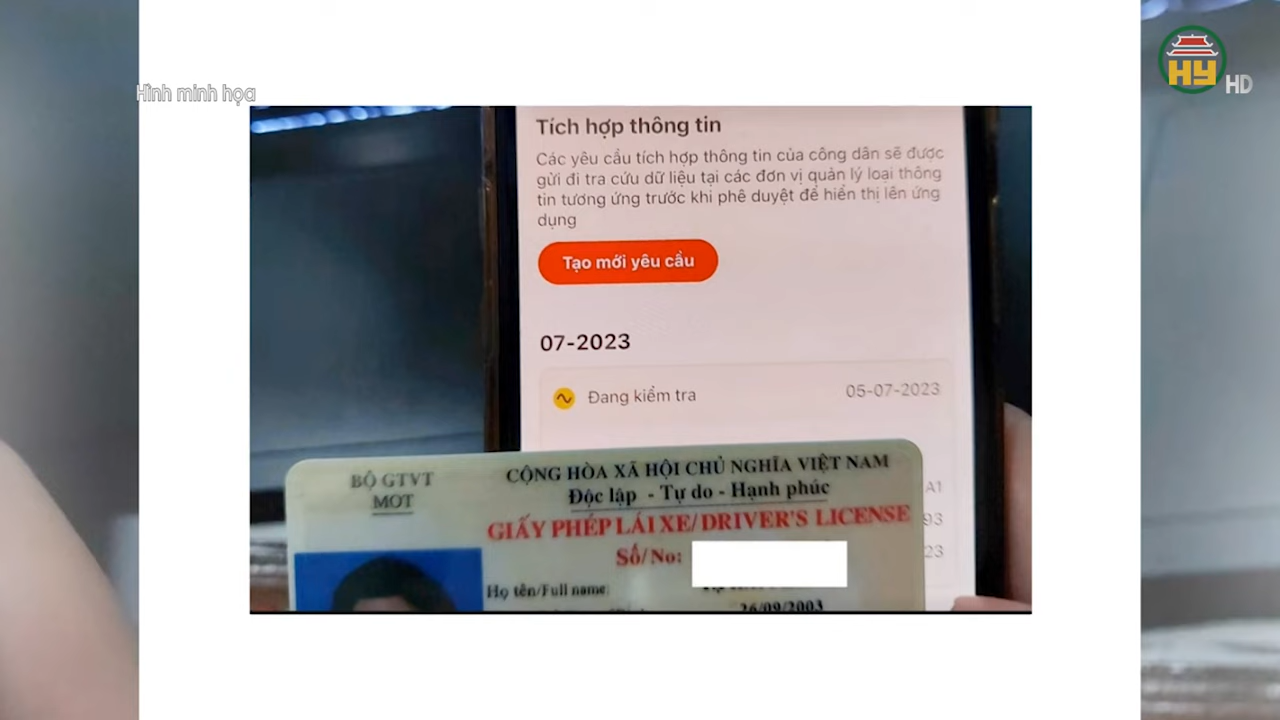 HY
HD
Hình minh họa
Tích hợp thông tin
Các yêu cầu tích hợp thông tin của công dân sẽ được
gửi đi tra cứu dữ liệu tại các đơn vị quản lý loại thông
tin tương ứng trước khi phê duyệt để hiển thị lên ứng
dụng
Tạo mới yêu cầu
07-2023
Đang kiểm tra 05-07-2023
A1
93
23
BỘ GTVT
MOT
CỘNG HÒA XÃ HỘI CHỦ NGHĨA VIỆT NAM
Độc lập - Tự do - Hạnh phúc
GIẤY PHÉP LÁI XE/DRIVER'S LICENSE
Số/No:
Họ tên/Full name:
26/09/2003